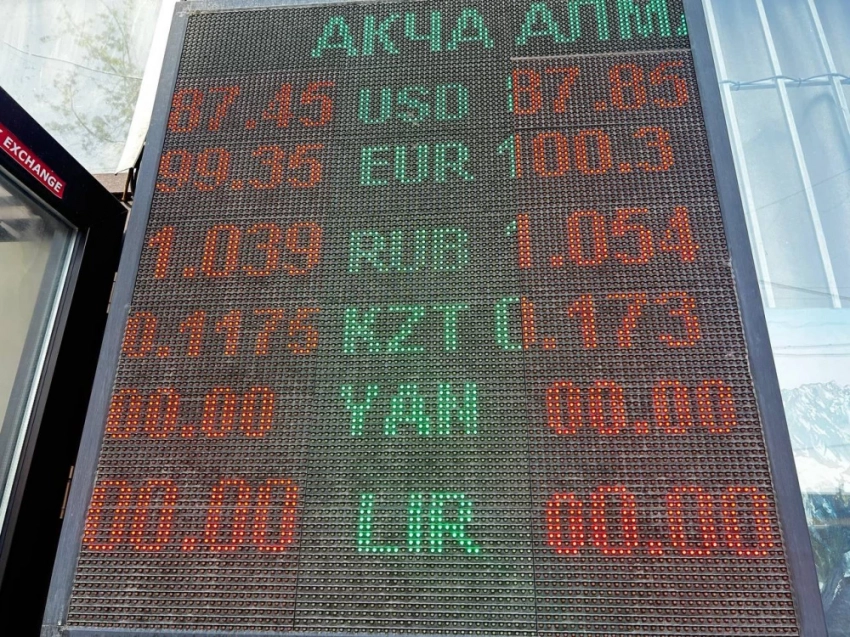 АКЧА АЛМА
87.45 USD 87.85
99.35 EUR 100.3
1.039 RUB 1.054
0.1175 KZT 0.173
00.00 YAN 00.00
00.00 LIR 00.00
EXCHANGE